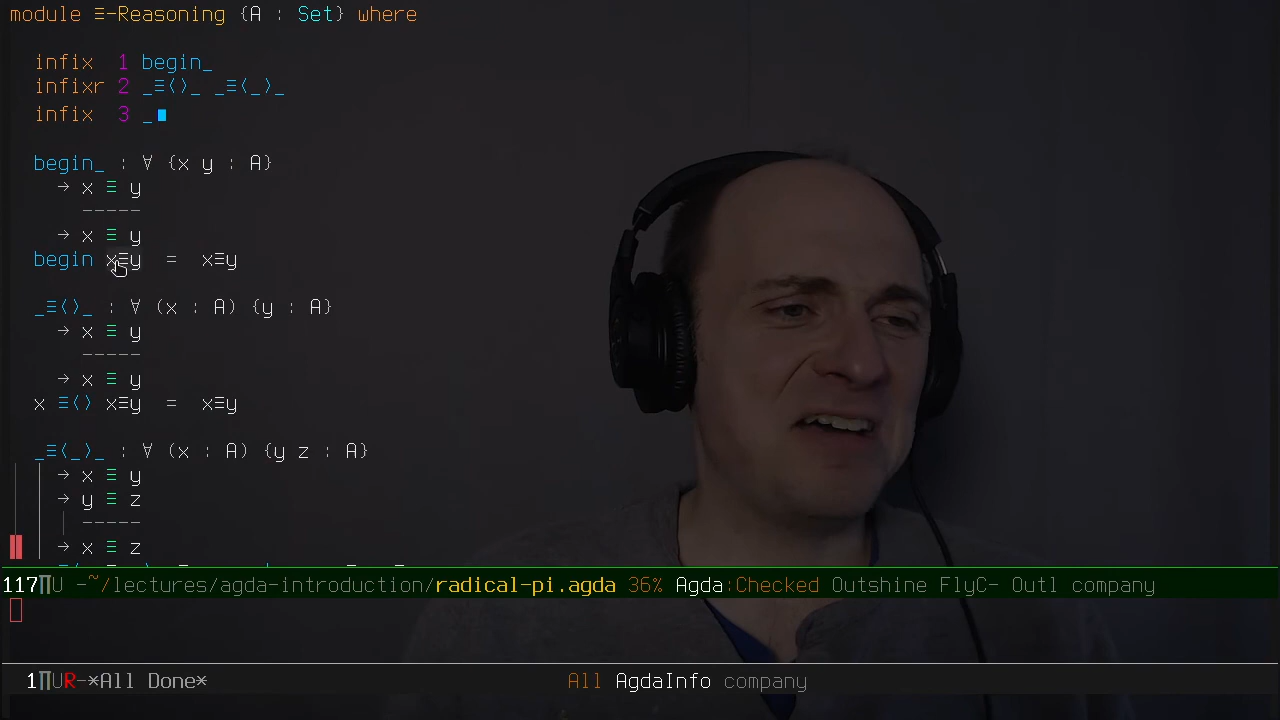 module ≡-Reasoning {A : Set} where
infix 1 begin_
infixr 2 _≡⟨⟩_ _≡⟨_⟩_
infix 3 _
begin_ : ∀ {x y : A}
→ x ≡ y
-----
→ x ≡ y
begin x≡y = x≡y
_≡⟨⟩_ : ∀ (x : A) {y : A}
→ x ≡ y
-----
→ x ≡ y
x ≡⟨⟩ x≡y = x≡y
_≡⟨_⟩_ : ∀ (x : A) {y z : A}
→ x ≡ y
→ y ≡ z
-----
→ x ≡ z
117∏U -~/lectures/agda-introduction/radical-pi.agda 36% Agda:Checked Outshine FlyC- Outl company
1∏UR-*All Done* All AgdaInfo company